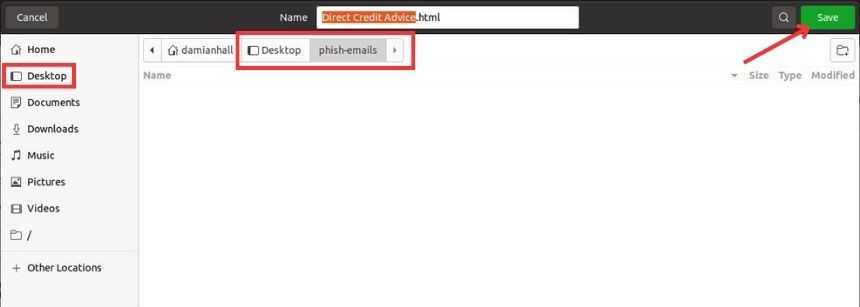 Cancel
Name
Direct Credit Advice.html
Save
Home
Desktop
Documents
Downloads
Music
Pictures
Videos
/
+ Other Locations
damianhall
Desktop
phish-emails
Name
Size
Type
Modified